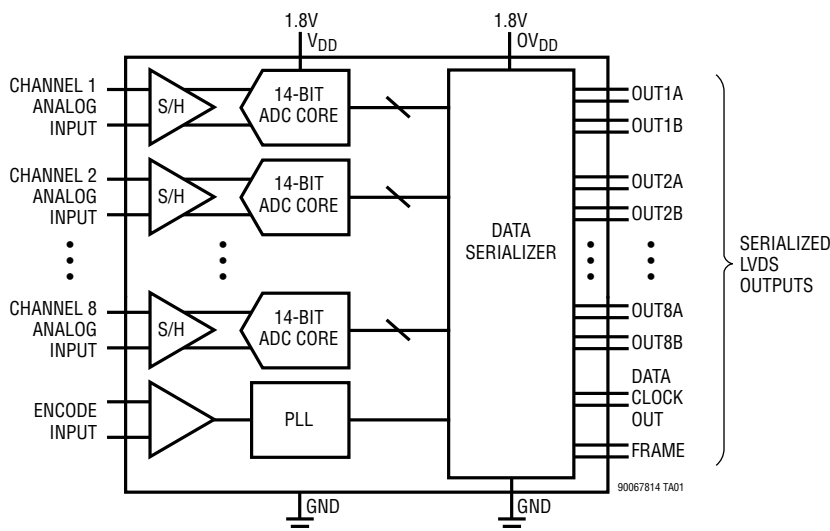 1.8V
V_DD
1.8V
OV_DD
CHANNEL 1
ANALOG
INPUT
S/H
14-BIT
ADC CORE
OUT1A
OUT1B
CHANNEL 2
ANALOG
INPUT
S/H
14-BIT
ADC CORE
OUT2A
OUT2B
DATA
SERIALIZER
SERIALIZED
LVDS
OUTPUTS
CHANNEL 8
ANALOG
INPUT
S/H
14-BIT
ADC CORE
OUT8A
OUT8B
ENCODE
INPUT
PLL
DATA
CLOCK
OUT
FRAME
90067814 TA01
GND
GND